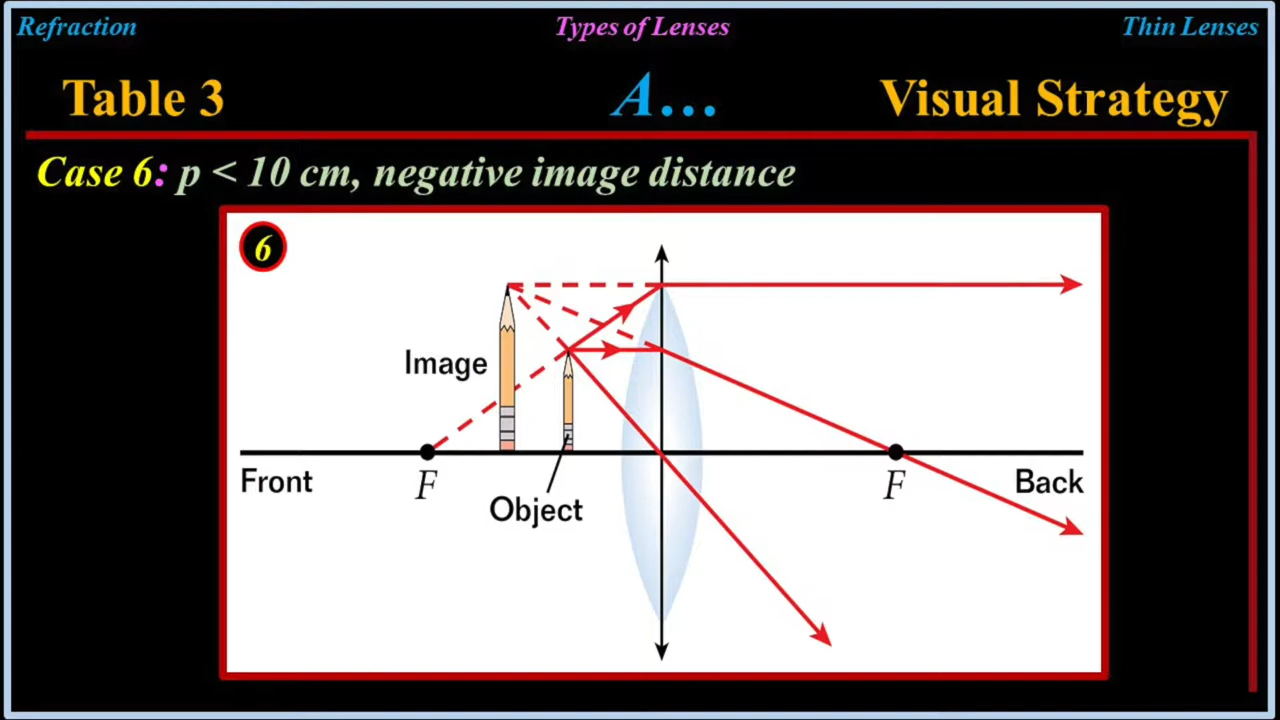 Refraction Types of Lenses Thin Lenses
Table 3 A… Visual Strategy
Case 6: p < 10 cm, negative image distance
6
Image
Front F F Back
Object